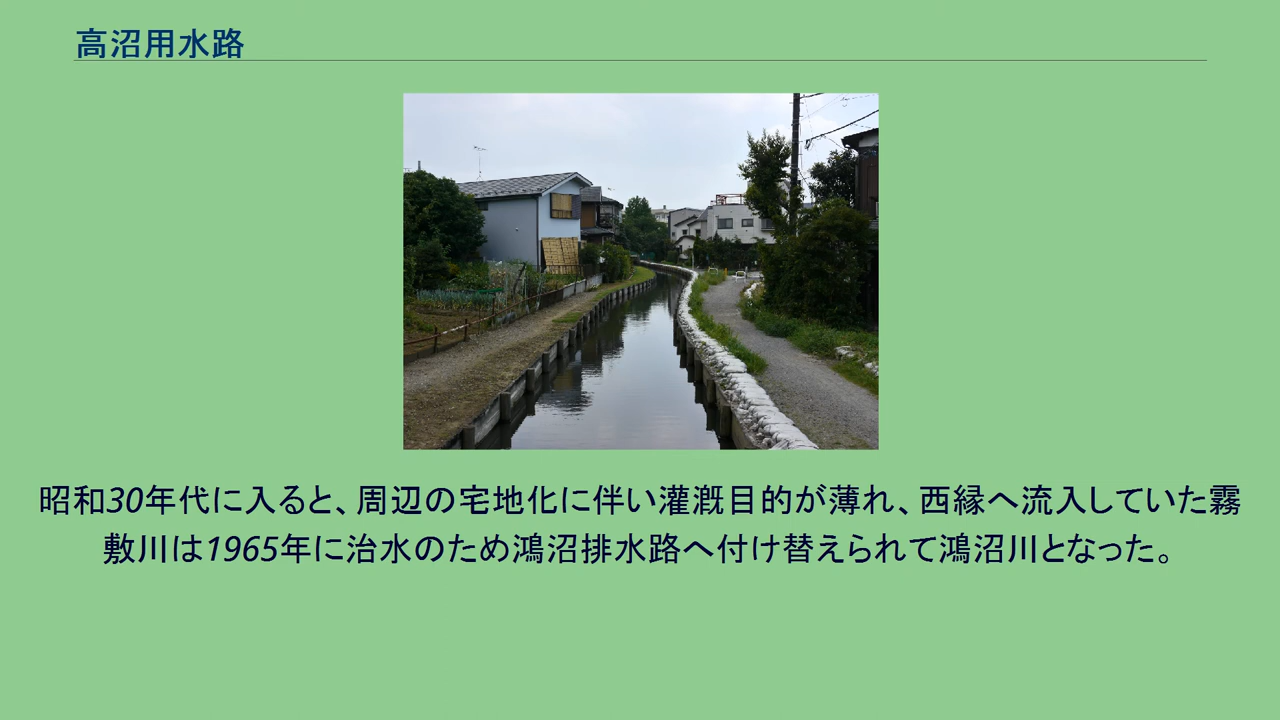 高沼用水路
昭和30年代に入ると、周辺の宅地化に伴い灌漑目的が薄れ、西縁へ流入していた霧
敷川は1965年に治水のため鴻沼排水路へ付け替えられて鴻沼川となった。